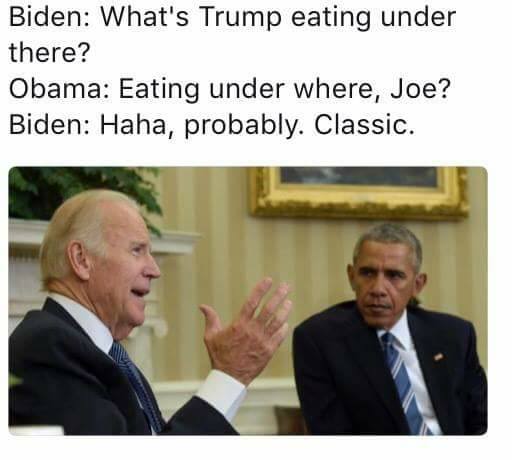 Biden: What's Trump eating under
there?
Obama: Eating under where, Joe?
Biden: Haha, probably. Classic.